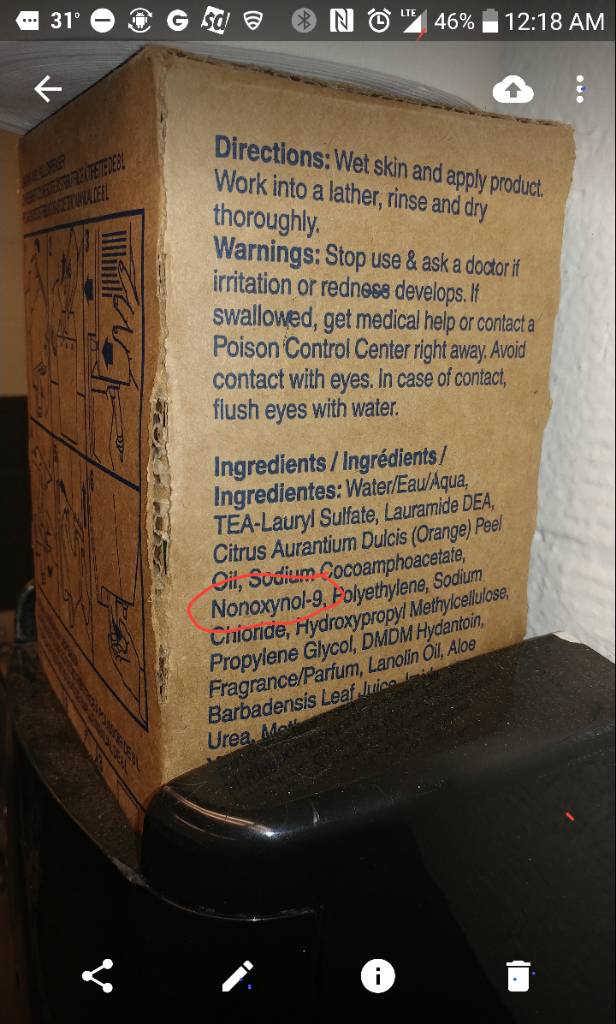 31° 46% 12:18 AM
LTE
Directions: Wet skin and apply product.
Work into a lather, rinse and dry
thoroughly.
Warnings: Stop use & ask a doctor if
irritation or redness develops. If
swallowed, get medical help or contact a
Poison Control Center right away. Avoid
contact with eyes. In case of contact,
flush eyes with water.
Ingredients / Ingrédients /
Ingredientes: Water/Eau/Aqua,
TEA-Lauryl Sulfate, Lauramide DEA,
Citrus Aurantium Dulcis (Orange) Peel
Oil, Sodium Cocoamphoacetate,
Nonoxynol-9, Polyethylene, Sodium
Chloride, Hydroxypropyl Methylcellulose,
Propylene Glycol, DMDM Hydantoin,
Fragrance/Parfum, Lanolin Oil, Aloe
Barbadensis Leaf Juice,
Urea,